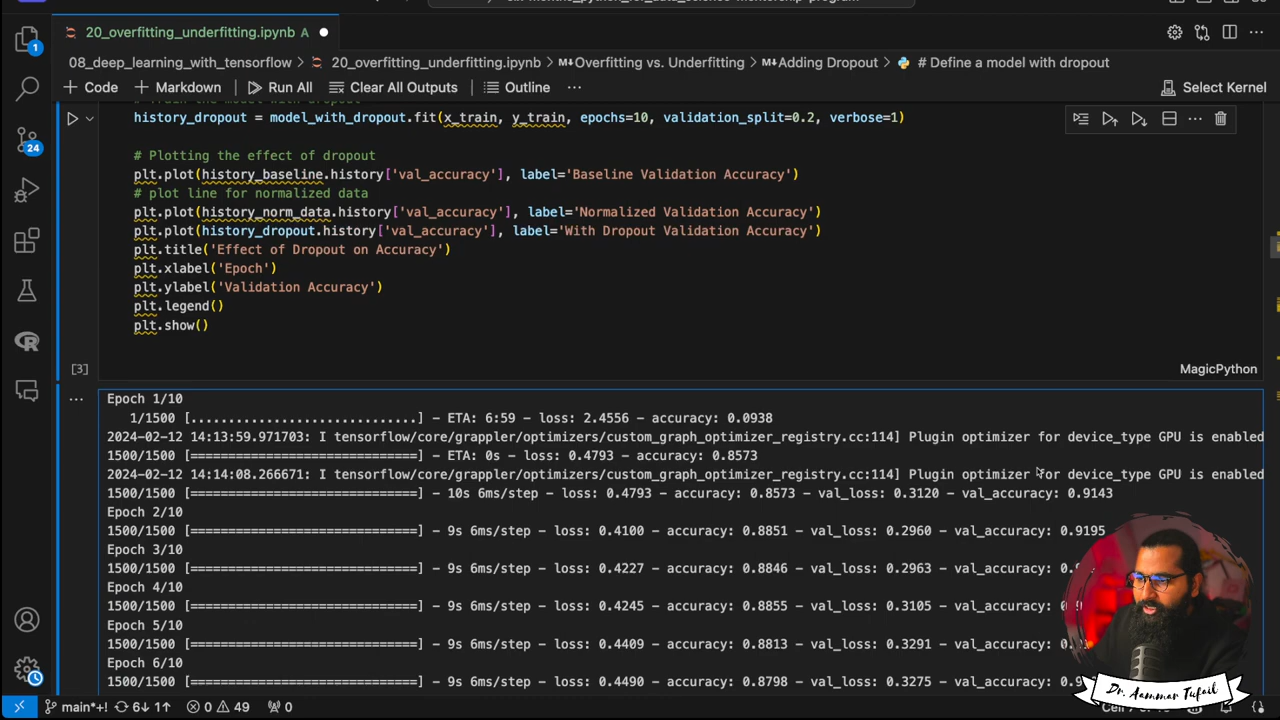 20_overfitting_underfitting.ipynb A
08_deep_learning_with_tensorflow > 20_overfitting_underfitting.ipynb > Overfitting vs. Underfitting > Adding Dropout > # Define a model with dropout
+ Code + Markdown Run All Clear All Outputs Outline ... Select Kernel
# Train the model with dropout
history_dropout = model_with_dropout.fit(x_train, y_train, epochs=10, validation_split=0.2, verbose=1)
# Plotting the effect of dropout
plt.plot(history_baseline.history['val_accuracy'], label='Baseline Validation Accuracy')
# plot line for normalized data
plt.plot(history_norm_data.history['val_accuracy'], label='Normalized Validation Accuracy')
plt.plot(history_dropout.history['val_accuracy'], label='With Dropout Validation Accuracy')
plt.title('Effect of Dropout on Accuracy')
plt.xlabel('Epoch')
plt.ylabel('Validation Accuracy')
plt.legend()
plt.show()
[3] MagicPython
Epoch 1/10
1/1500 [..............................] - ETA: 6:59 - loss: 2.4556 - accuracy: 0.0938
2024-02-12 14:13:59.971703: I tensorflow/core/grappler/optimizers/custom_graph_optimizer_registry.cc:114] Plugin optimizer for device_type GPU is enabled
1500/1500 [==============================] - ETA: 0s - loss: 0.4793 - accuracy: 0.8573
2024-02-12 14:14:08.266671: I tensorflow/core/grappler/optimizers/custom_graph_optimizer_registry.cc:114] Plugin optimizer for device_type GPU is enabled
1500/1500 [==============================] - 10s 6ms/step - loss: 0.4793 - accuracy: 0.8573 - val_loss: 0.3120 - val_accuracy: 0.9143
Epoch 2/10
1500/1500 [==============================] - 9s 6ms/step - loss: 0.4100 - accuracy: 0.8851 - val_loss: 0.2960 - val_accuracy: 0.9195
Epoch 3/10
1500/1500 [==============================] - 9s 6ms/step - loss: 0.4227 - accuracy: 0.8846 - val_loss: 0.2963 - val_accuracy:
Epoch 4/10
1500/1500 [==============================] - 9s 6ms/step - loss: 0.4245 - accuracy: 0.8855 - val_loss: 0.3105 - val_accuracy:
Epoch 5/10
1500/1500 [==============================] - 9s 6ms/step - loss: 0.4409 - accuracy: 0.8813 - val_loss: 0.3291 - val_accuracy:
Epoch 6/10
1500/1500 [==============================] - 9s 6ms/step - loss: 0.4490 - accuracy: 0.8798 - val_loss: 0.3275 - val_accuracy:
Dr. Aammar Tufail
main*+! 6↓ 1↑ 0 49 0
1
24